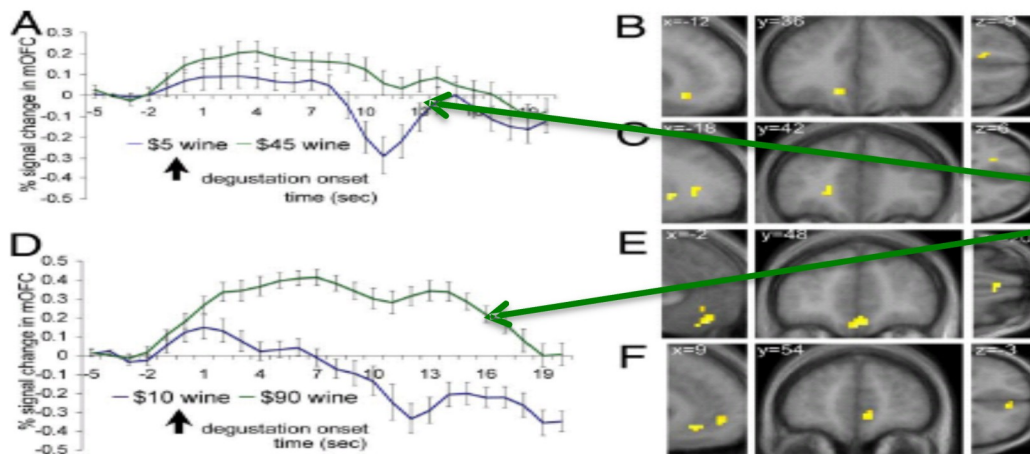 A
% signal change in mOFC
0.3
0.2
0.1
0
-0.1
-0.2
-0.3
-0.4
-0.5
-5 -2 1 4 7 10 13
$5 wine $45 wine
degustation onset
time (sec)
B
x=-12 y=36 z=-9
C
x=-18 y=42 z=6
D
% signal change in mOFC
0.5
0.4
0.3
0.2
0.1
0
-0.1
-0.2
-0.3
-0.4
-0.5
-5 -2 1 4 7 10 13 16 19
$10 wine $90 wine
degustation onset
time (sec)
E
x=-2 y=48
F
x=9 y=54 z=-3